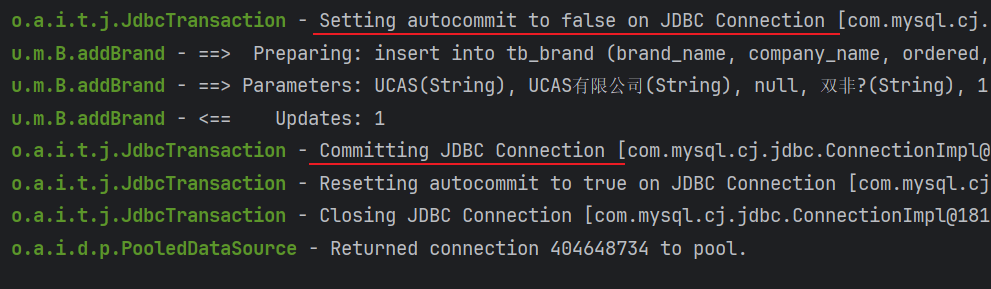 o.a.i.t.j.JdbcTransaction - Setting autocommit to false on JDBC Connection [com.mysql.cj.
u.m.B.addBrand - ==>  Preparing: insert into tb_brand (brand_name, company_name, ordered,
u.m.B.addBrand - ==> Parameters: UCAS(String), UCAS有限公司(String), null, 双非?(String), 1
u.m.B.addBrand - <==    Updates: 1
o.a.i.t.j.JdbcTransaction - Committing JDBC Connection [com.mysql.cj.jdbc.ConnectionImpl@
o.a.i.t.j.JdbcTransaction - Resetting autocommit to true on JDBC Connection [com.mysql.cj
o.a.i.t.j.JdbcTransaction - Closing JDBC Connection [com.mysql.cj.jdbc.ConnectionImpl@181
o.a.i.d.p.PooledDataSource - Returned connection 404648734 to pool.